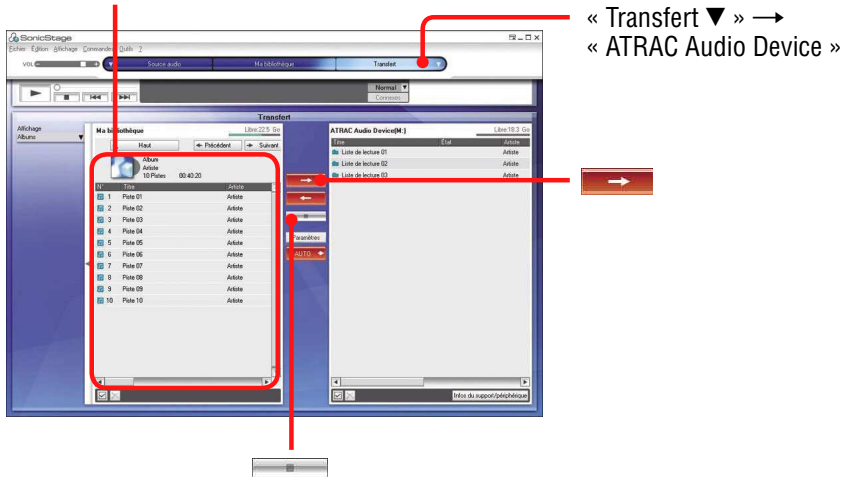 « Transfert ▼ » →
« ATRAC Audio Device »
SonicStage
Fichier Édition Affichage Commandes Outils ?
VOL
Source audio
Ma bibliothèque
Transfert
Normal
Connexes
Transfert
Affichage
Albums
Ma bibliothèque
Libre:22.5 Go
Haut
Précédent
Suivant
Album
Artiste
10 Pistes 00:40:20
N° Titre Artiste
1 Piste 01 Artiste
2 Piste 02 Artiste
3 Piste 03 Artiste
4 Piste 04 Artiste
5 Piste 05 Artiste
6 Piste 06 Artiste
7 Piste 07 Artiste
8 Piste 08 Artiste
9 Piste 09 Artiste
10 Piste 10 Artiste
Paramètres
AUTO
ATRAC Audio Device[M:]
Libre:18.3 Go
Titre État Artiste
Liste de lecture 01 Artiste
Liste de lecture 02 Artiste
Liste de lecture 03 Artiste
Infos du support/périphérique